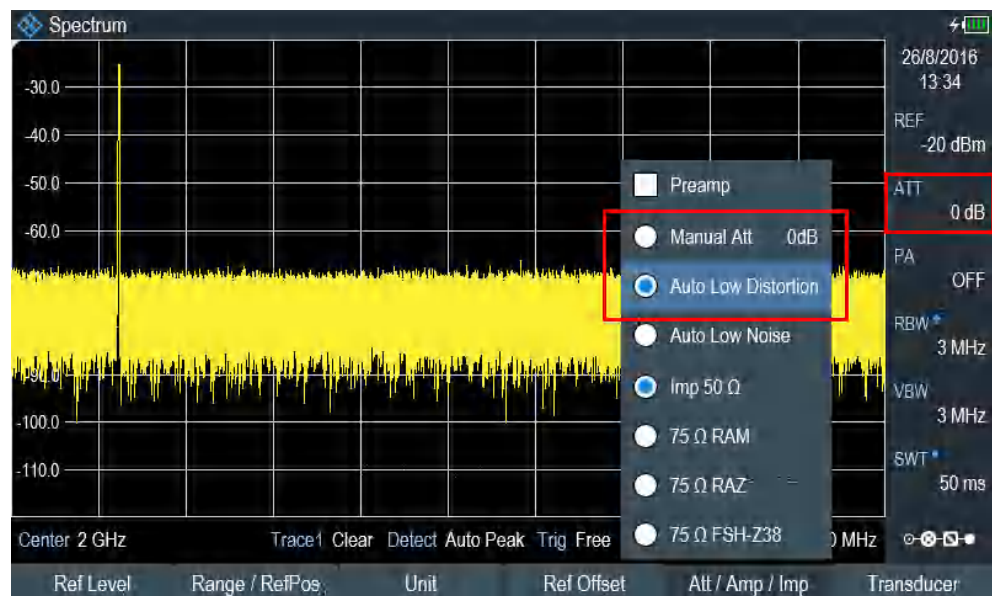 Spectrum
26/8/2016
13:34
-30.0
-40.0
-50.0
-60.0
-90.0
-100.0
-110.0
REF
-20 dBm
ATT
0 dB
PA
OFF
RBW
3 MHz
VBW
3 MHz
SWT
50 ms
Preamp
Manual Att 0dB
Auto Low Distortion
Auto Low Noise
Imp 50 Ω
75 Ω RAM
75 Ω RAZ
75 Ω FSH-Z38
Center 2 GHz Trace1 Clear Detect Auto Peak Trig Free MHz
Ref Level Range / RefPos Unit Ref Offset Att / Amp / Imp Transducer